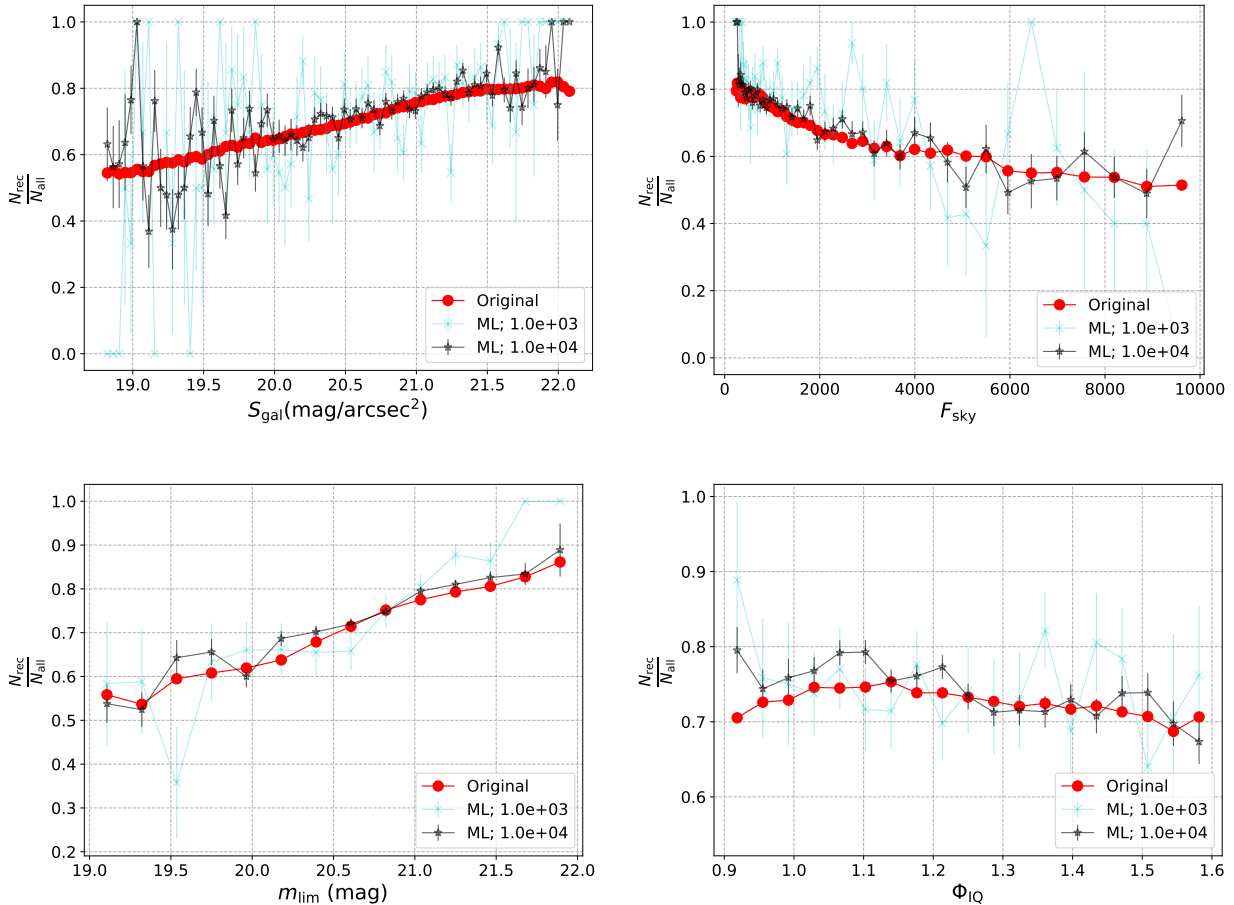 1.0
0.8
0.6
0.4
0.2
0.0
N_rec
N_all
Original
ML; 1.0e+03
ML; 1.0e+04
19.0 19.5 20.0 20.5 21.0 21.5 22.0
S_gal(mag/arcsec²)
1.0
0.8
0.6
0.4
0.2
0.0
N_rec
N_all
Original
ML; 1.0e+03
ML; 1.0e+04
0 2000 4000 6000 8000 10000
F_sky
1.0
0.9
0.8
0.7
0.6
0.5
0.4
0.3
0.2
N_rec
N_all
Original
ML; 1.0e+03
ML; 1.0e+04
19.0 19.5 20.0 20.5 21.0 21.5 22.0
m_lim (mag)
1.0
0.9
0.8
0.7
0.6
N_rec
N_all
Original
ML; 1.0e+03
ML; 1.0e+04
0.9 1.0 1.1 1.2 1.3 1.4 1.5 1.6
Φ_IQ